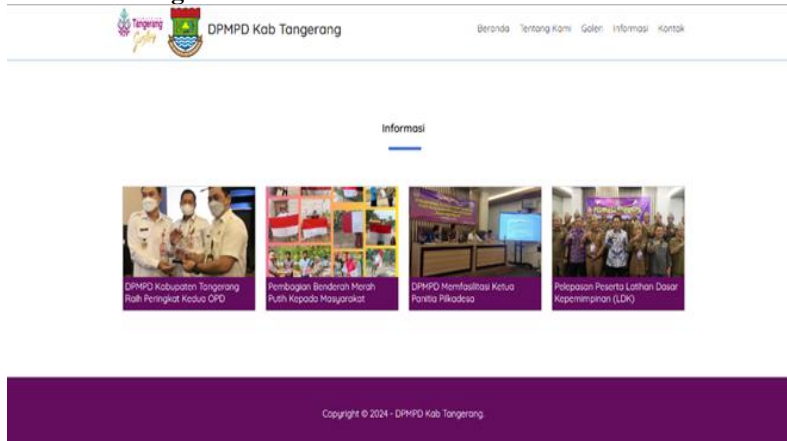 Tangerang
Gemilang
DPMPD Kab Tangerang
Beranda Tentang Kami Galeri Informasi Kontak
Informasi
DPMPD Kabupaten Tangerang
Raih Peringkat Kedua OPD
Pembagian Benderah Merah
Putih Kepada Masyarakat
DPMPD Memfasilitasi Ketua
Panitia Pilkadesa
Pelepasan Peserta Latihan Dasar
Kepemimpinan (LDK)
Copyright © 2024 - DPMPD Kab Tangerang.